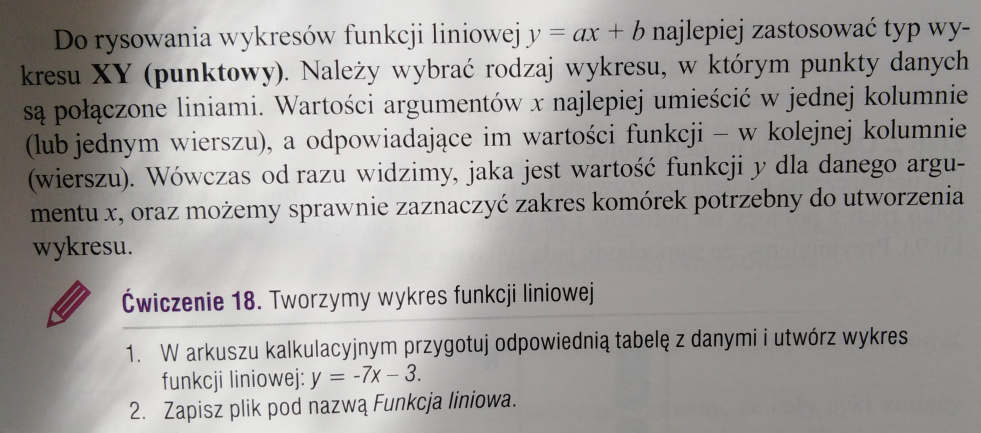 Do rysowania wykresów funkcji liniowej y = ax + b najlepiej zastosować typ wy-
kresu XY (punktowy). Należy wybrać rodzaj wykresu, w którym punkty danych
są połączone liniami. Wartości argumentów x najlepiej umieścić w jednej kolumnie
(lub jednym wierszu), a odpowiadające im wartości funkcji – w kolejnej kolumnie
(wierszu). Wówczas od razu widzimy, jaka jest wartość funkcji y dla danego argu-
mentu x, oraz możemy sprawnie zaznaczyć zakres komórek potrzebny do utworzenia
wykresu.
Ćwiczenie 18. Tworzymy wykres funkcji liniowej
1. W arkuszu kalkulacyjnym przygotuj odpowiednią tabelę z danymi i utwórz wykres
funkcji liniowej: y = -7x – 3.
2. Zapisz plik pod nazwą Funkcja liniowa.